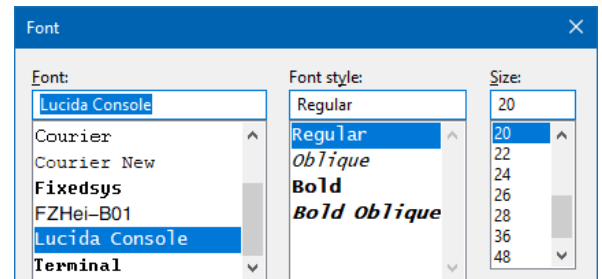 Font
Font:
Lucida Console
Courier
Courier New
Fixedsys
FZHei-B01
Lucida Console
Terminal
Font style:
Regular
Regular
Oblique
Bold
Bold Oblique
Size:
20
20
22
24
26
28
36
48